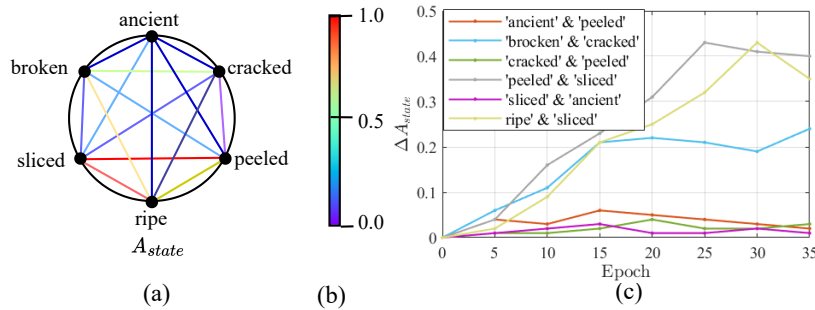 ancient
broken
cracked
sliced
peeled
ripe
A_state
(a)
1.0
0.5
0.0
(b)
0.5
0.4
0.3
0.2
0.1
0
ΔA_state
'ancient' & 'peeled'
'brocken' & 'cracked'
'cracked' & 'peeled'
'peeled' & 'sliced'
'sliced' & 'ancient'
ripe' & 'sliced'
0 5 10 15 20 25 30 35
Epoch
(c)